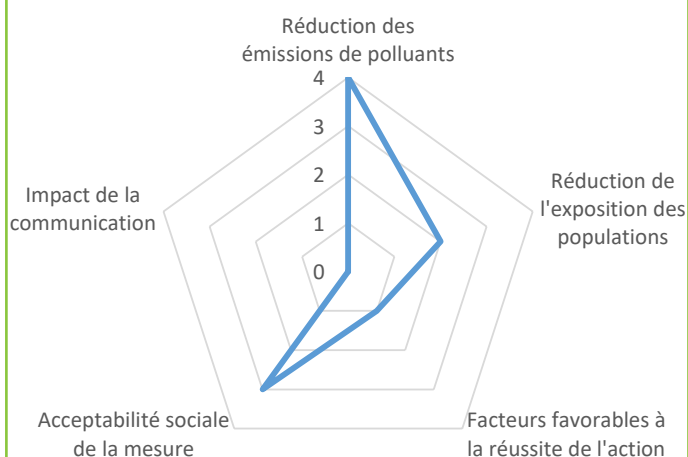 Réduction des
émissions de polluants
4
3
2
1
0
Réduction de
l'exposition des
populations
Facteurs favorables à
la réussite de l'action
Acceptabilité sociale
de la mesure
Impact de la
communication